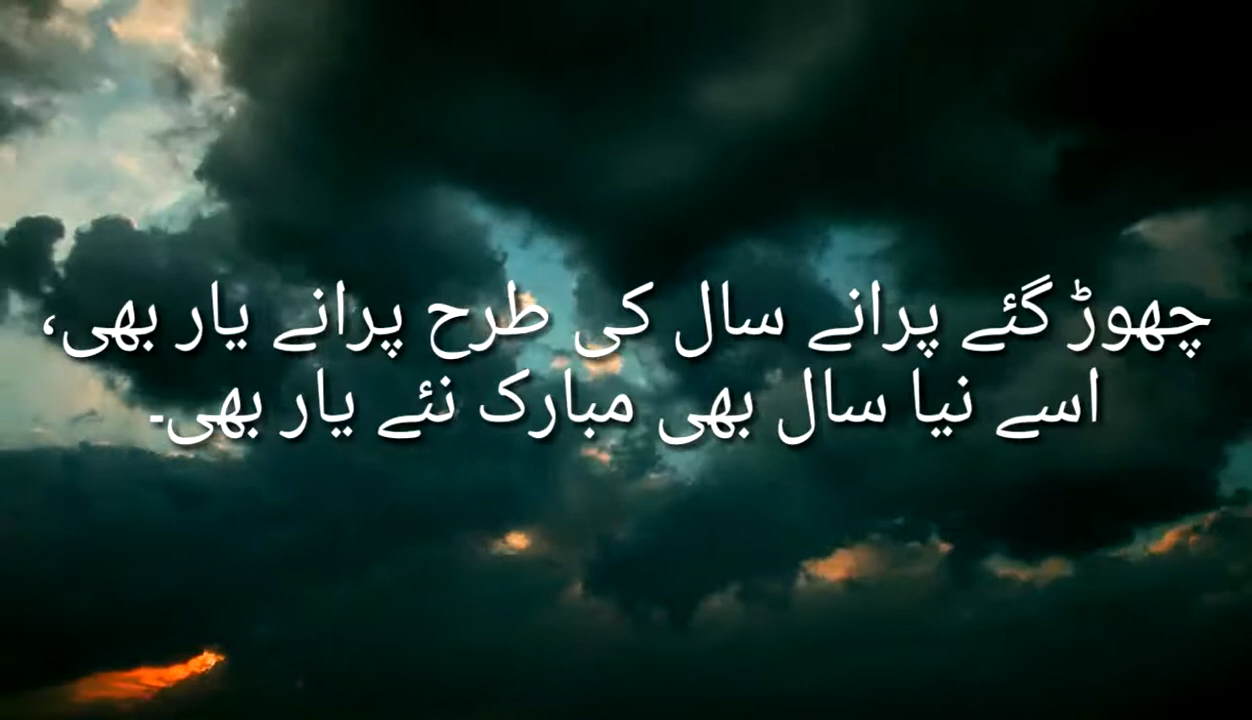 چھوڑ گئے پرانے سال کی طرح پرانے یار بھی،
اسے نیا سال بھی مبارک نئے یار بھی۔